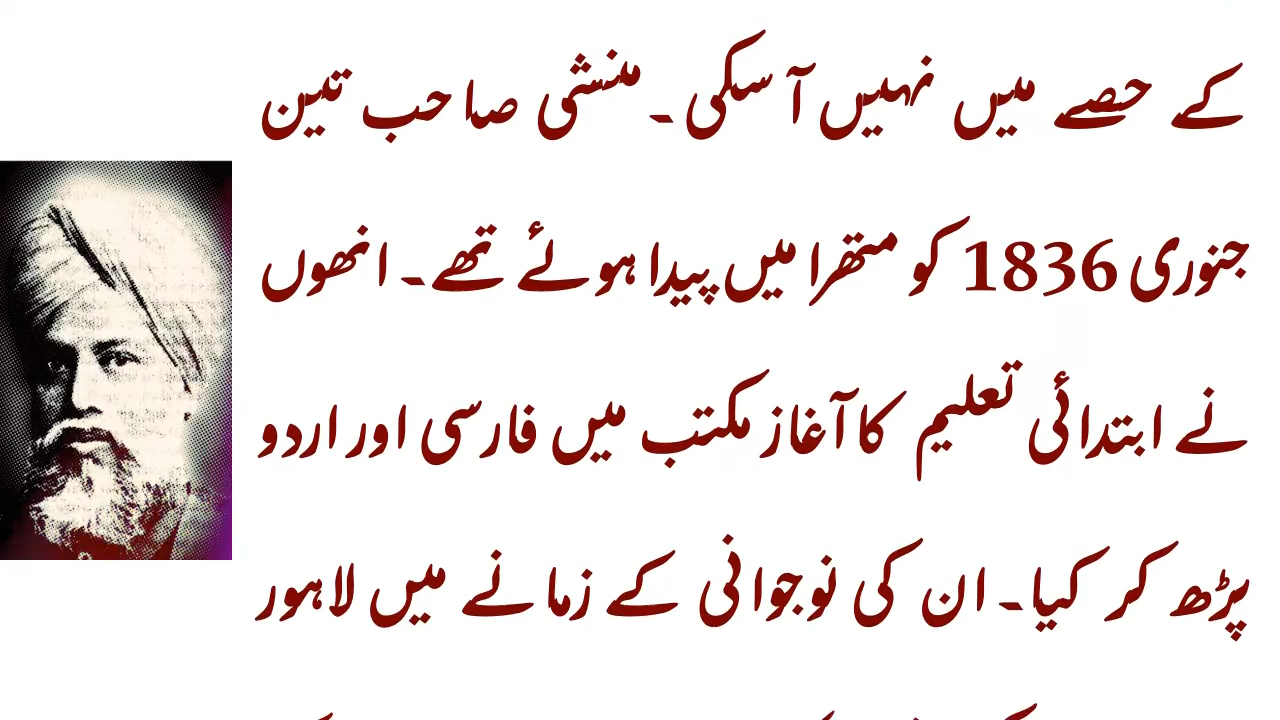 کے حصے میں نہیں آ سکی۔ منشی صاحب تین
جنوری 1836 کو متھرا میں پیدا ہوئے تھے۔ انھوں
نے ابتدائی تعلیم کا آغاز مکتب میں فارسی اور اردو
پڑھ کر کیا۔ ان کی نوجوانی کے زمانے میں لاہور